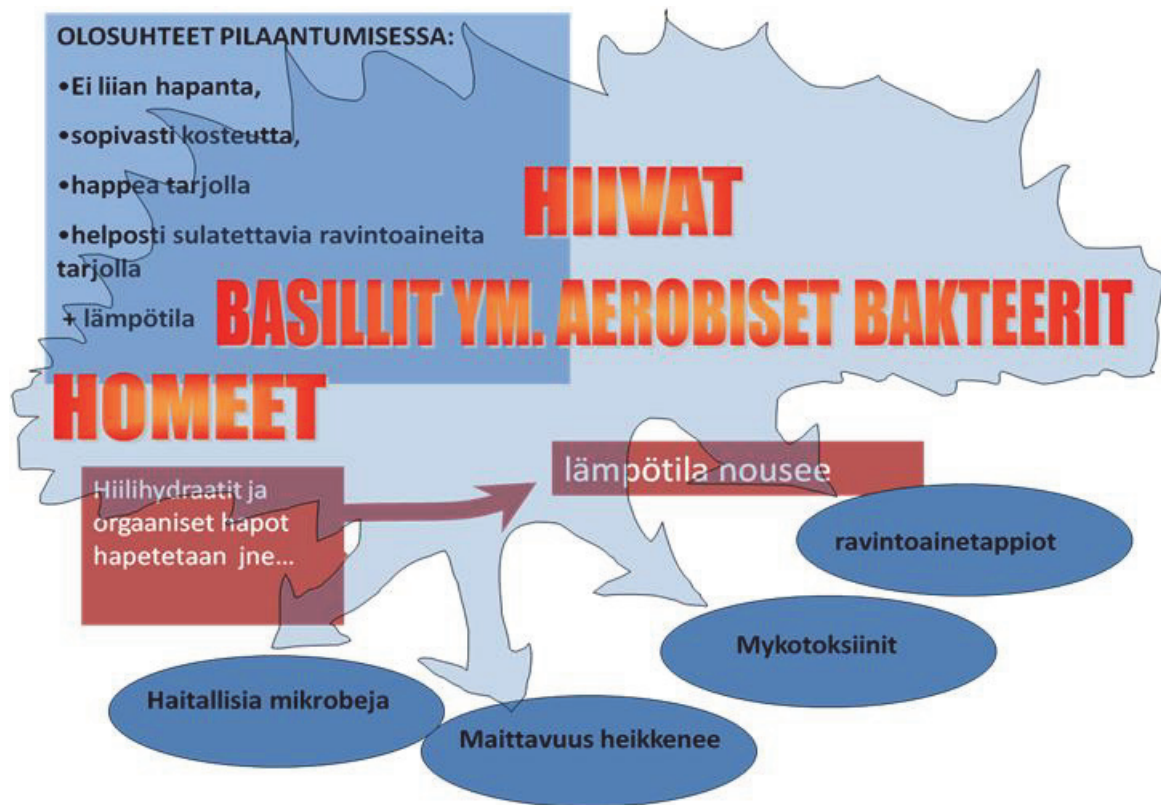 OLOSUHTEET PILAANTUMISESSA:
•Ei liian hapanta,
•sopivasti kosteutta,
•happea tarjolla
•helposti sulatettavia ravintoaineita
tarjolla
+ lämpötila
HIIVAT
BASILLIT YM. AEROBISET BAKTEERIT
HOMEET
Hiilihydraatit ja
orgaaniset hapot
hapetetaan jne...
lämpötila nousee
ravintoainetappiot
Mykotoksiinit
Haitallisia mikrobeja
Maittavuus heikkenee